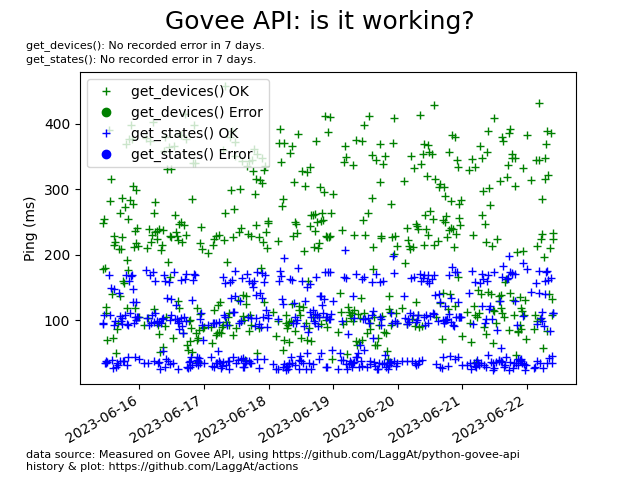 Govee API: is it working?
get_devices(): No recorded error in 7 days.
get_states(): No recorded error in 7 days.
get_devices() OK
get_devices() Error
get_states() OK
get_states() Error
400
300
200
100
Ping (ms)
2023-06-16
2023-06-17
2023-06-18
2023-06-19
2023-06-20
2023-06-21
2023-06-22
data source: Measured on Govee API, using https://github.com/LaggAt/python-govee-api
history & plot: https://github.com/LaggAt/actions